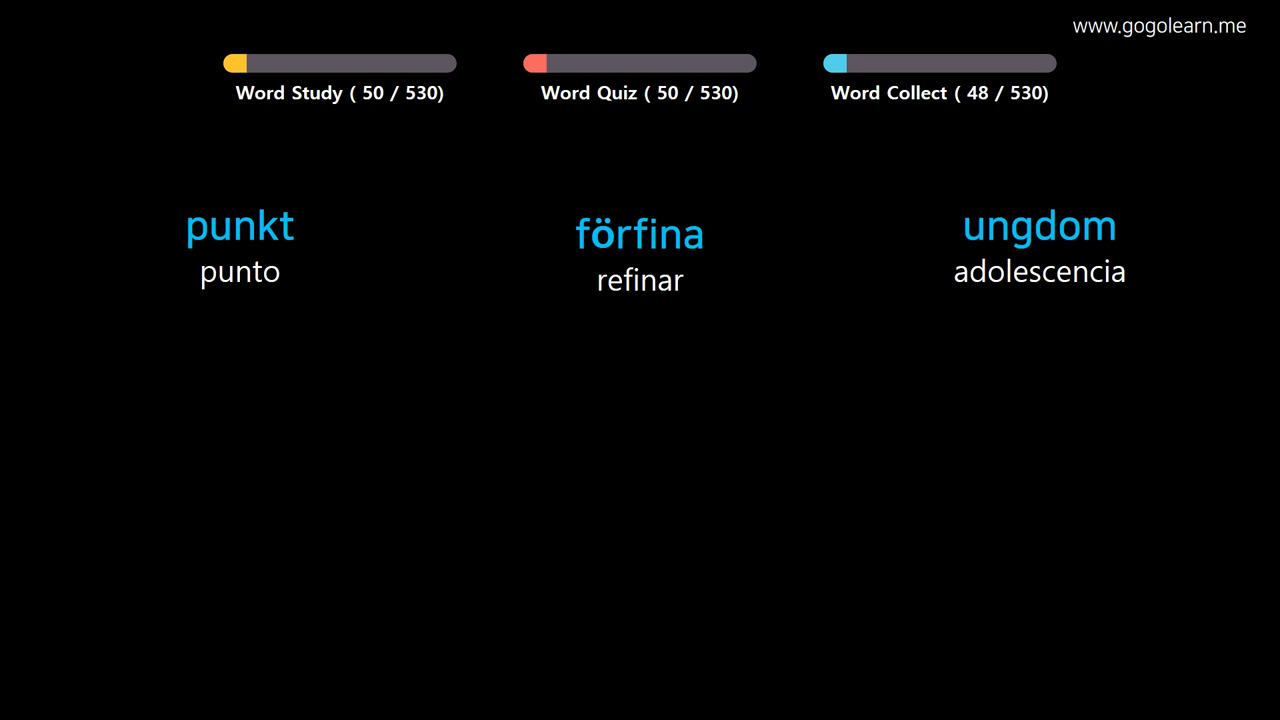 www.gogolearn.me
Word Study ( 50 / 530)
Word Quiz ( 50 / 530)
Word Collect ( 48 / 530)
punkt
punto
förfina
refinar
ungdom
adolescencia